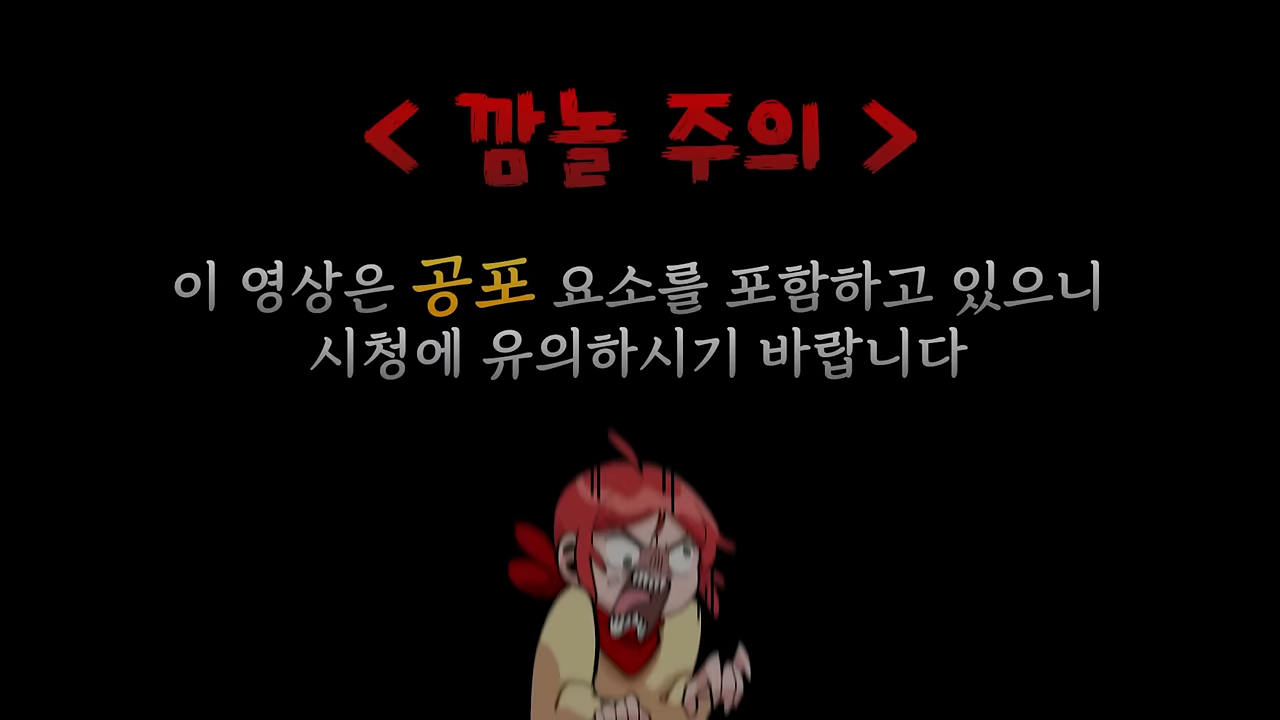 < 깜놀 주의 >
이 영상은 공포 요소를 포함하고 있으니
시청에 유의하시기 바랍니다